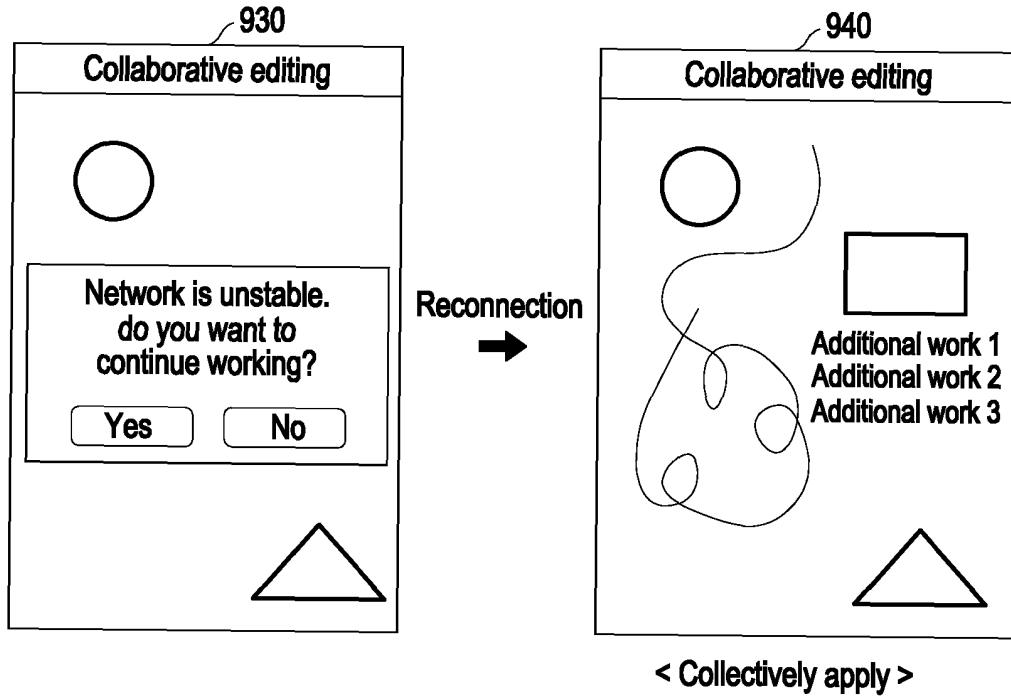 930
Collaborative editing
Network is unstable.
do you want to
continue working?
Yes
No
Reconnection
940
Collaborative editing
Additional work 1
Additional work 2
Additional work 3
< Collectively apply >